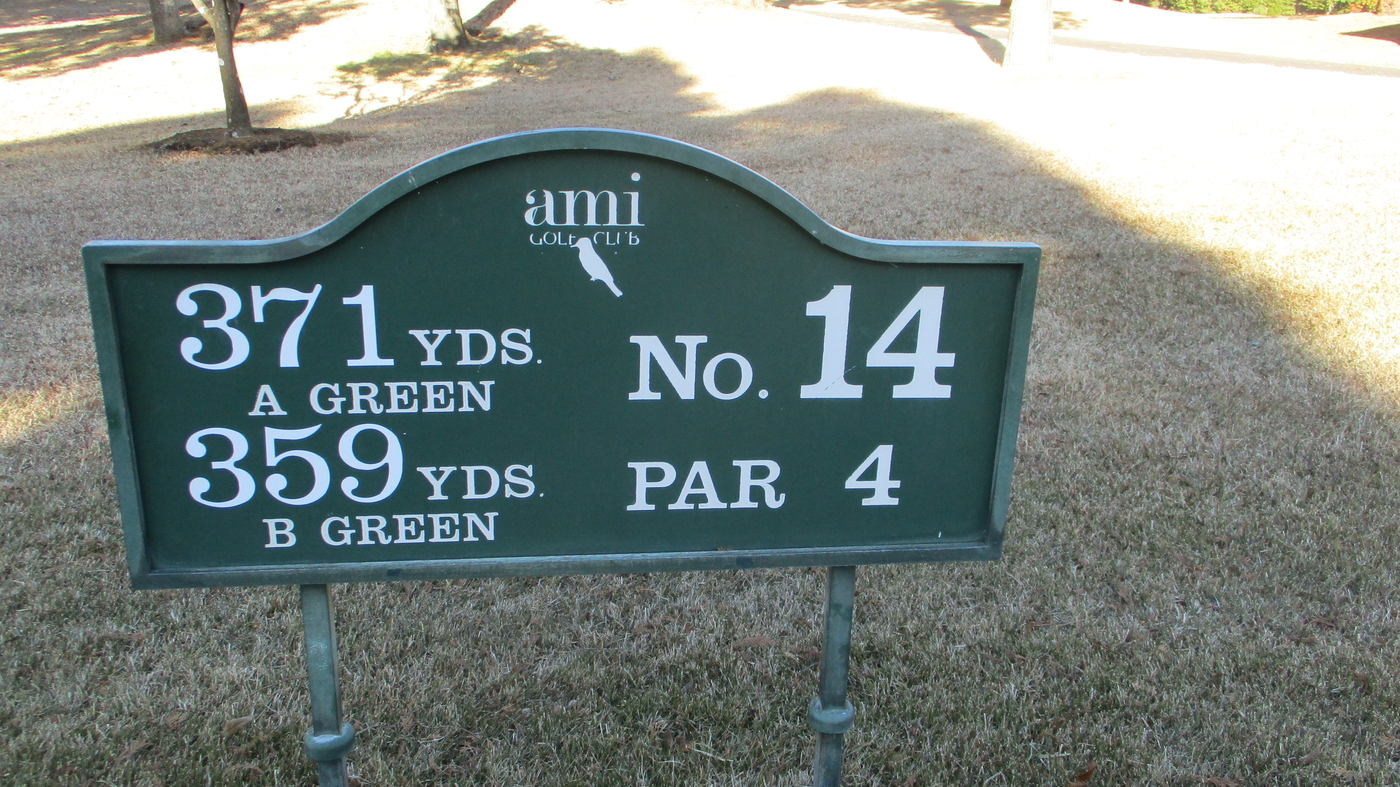 ami
GOLF CLUB
371 YDS.
A GREEN
359 YDS.
B GREEN
No. 14
PAR 4